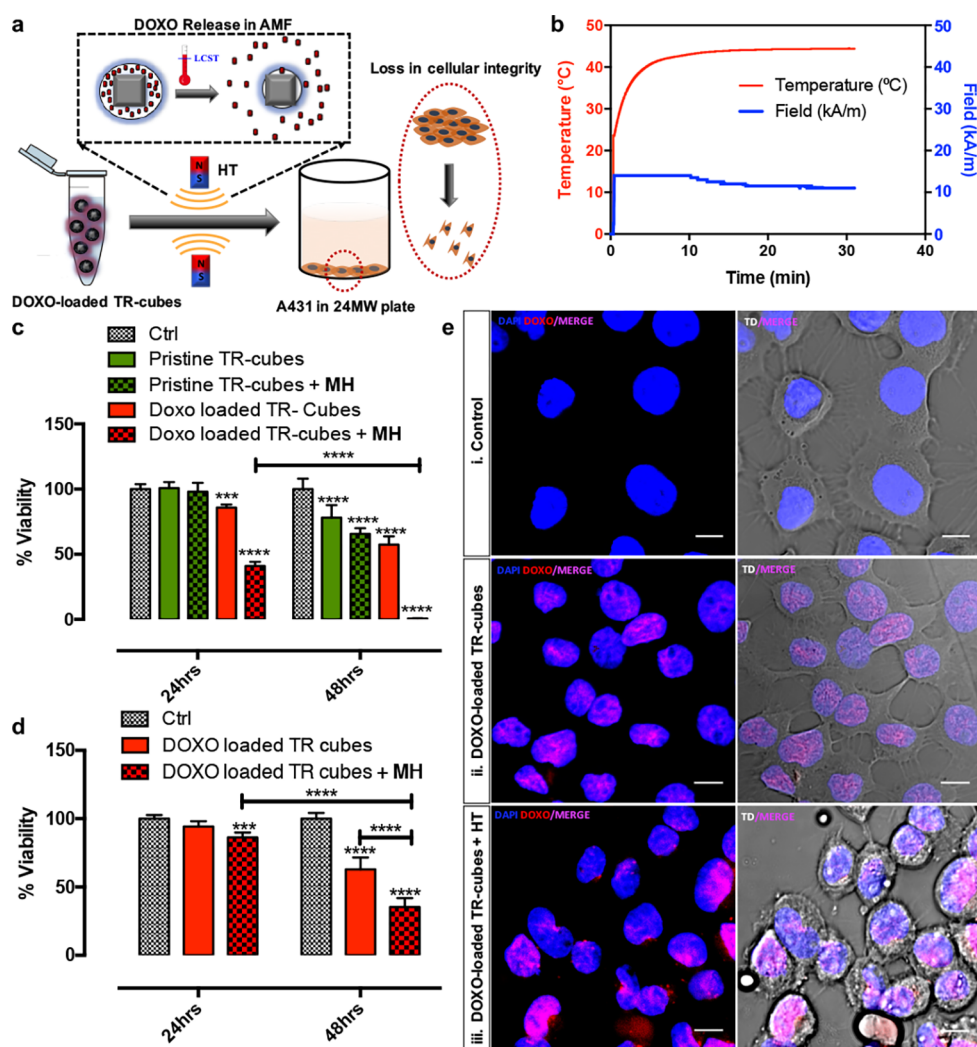 a
DOXO Release in AMF
LCST
HT
N
S
N
S
DOXO-loaded TR-cubes
A431 in 24MW plate
Loss in cellular integrity
b
50
40
30
20
10
0
Temperature (°C)
Temperature (ºC)
Field (kA/m)
50
40
30
20
10
0
Field (kA/m)
0
10
20
30
40
Time (min)
c
Ctrl
Pristine TR-cubes
Pristine TR-cubes + MH
Doxo loaded TR- Cubes
Doxo loaded TR-cubes + MH
150
100
50
0
% Viability
***
****
****
****
****
****
****
24hrs
48hrs
d
Ctrl
DOXO loaded TR cubes
DOXO loaded TR cubes + MH
150
100
50
0
% Viability
****
***
****
****
****
24hrs
48hrs
e
i. Control
DAPI DOXO/MERGE
TD/MERGE
ii. DOXO-loaded TR-cubes
DAPI DOXO/MERGE
TD/MERGE
iii. DOXO-loaded TR-cubes + HT
DAPI DOXO/MERGE
TD/MERGE